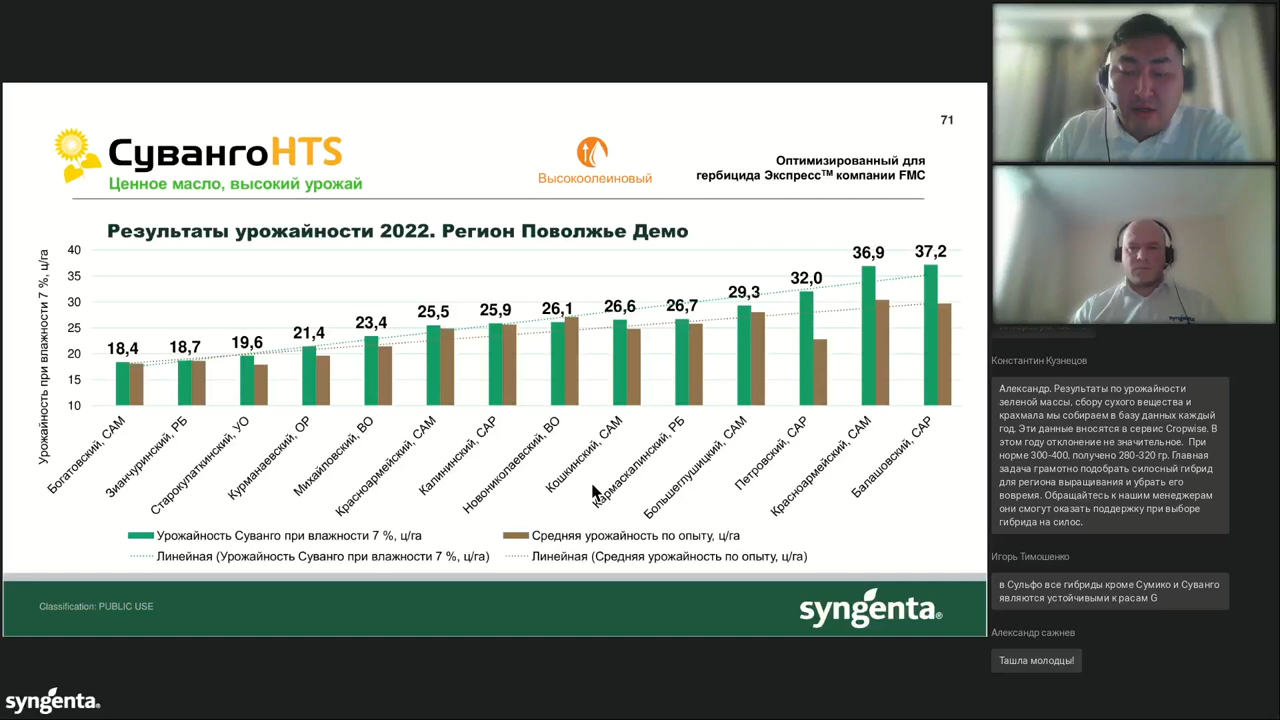 71
СувангоHTS
Ценное масло, высокий урожай
Высокоолеиновый
Оптимизированный для
гербицида Экспресс™ компании FMC
Результаты урожайности 2022. Регион Поволжье Демо
Урожайность при влажности 7 %, ц/га
40
35
30
25
20
15
10
18,4
18,7
19,6
21,4
23,4
25,5
25,9
26,1
26,6
26,7
29,3
32,0
36,9
37,2
Богатовский, САМ
Зианчуринский, РБ
Старокулаткинский, УО
Курманаевский, ОР
Михайловский, ВО
Красноармейский, САМ
Калининский, САР
Новониколаевский, ВО
Кошкинский, САМ
Кармаскалинский, РБ
Большеглушицкий, САМ
Петровский, САР
Красноармейский, САМ
Балашовский, САР
Урожайность Суванго при влажности 7 %, ц/га
Средняя урожайность по опыту, ц/га
Линейная (Урожайность Суванго при влажности 7 %, ц/га)
Линейная (Средняя урожайность по опыту, ц/га)
Classification: PUBLIC USE
syngenta®
syngenta®
Константин Кузнецов
Александр. Результаты по урожайности
зеленой массы, сбору сухого вещества и
крахмала мы собираем в базу данных каждый
год. Эти данные вносятся в сервис Cropwise. В
этом году отклонение не значительное. При
норме 300-400, получено 280-320 гр. Главная
задача грамотно подобрать силосный гибрид
для региона выращивания и убрать его
вовремя. Обращайтесь к нашим менеджерам
они смогут оказать поддержку при выборе
гибрида на силос.
Игорь Тимошенко
в Сульфо все гибриды кроме Сумико и Суванго
являются устойчивыми к расам G
Александр сажнев
Ташла молодцы!